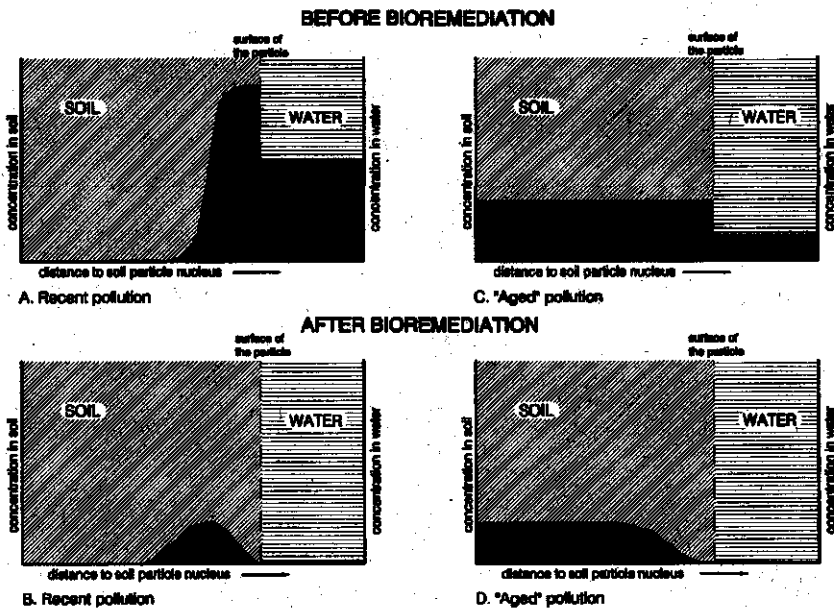 BEFORE BIOREMEDIATION
surface of
the particle
SOIL
WATER
concentration in soil
concentration in water
distance to soil particle nucleus
A. Recent pollution
surface of
the particle
SOIL
WATER
concentration in soil
concentration in water
distance to soil particle nucleus
C. "Aged" pollution
AFTER BIOREMEDIATION
surface of
the particle
SOIL
WATER
concentration in soil
concentration in water
distance to soil particle nucleus
B. Recent pollution
surface of
the particle
SOIL
WATER
concentration in soil
concentration in water
distance to soil particle nucleus
D. "Aged" pollution